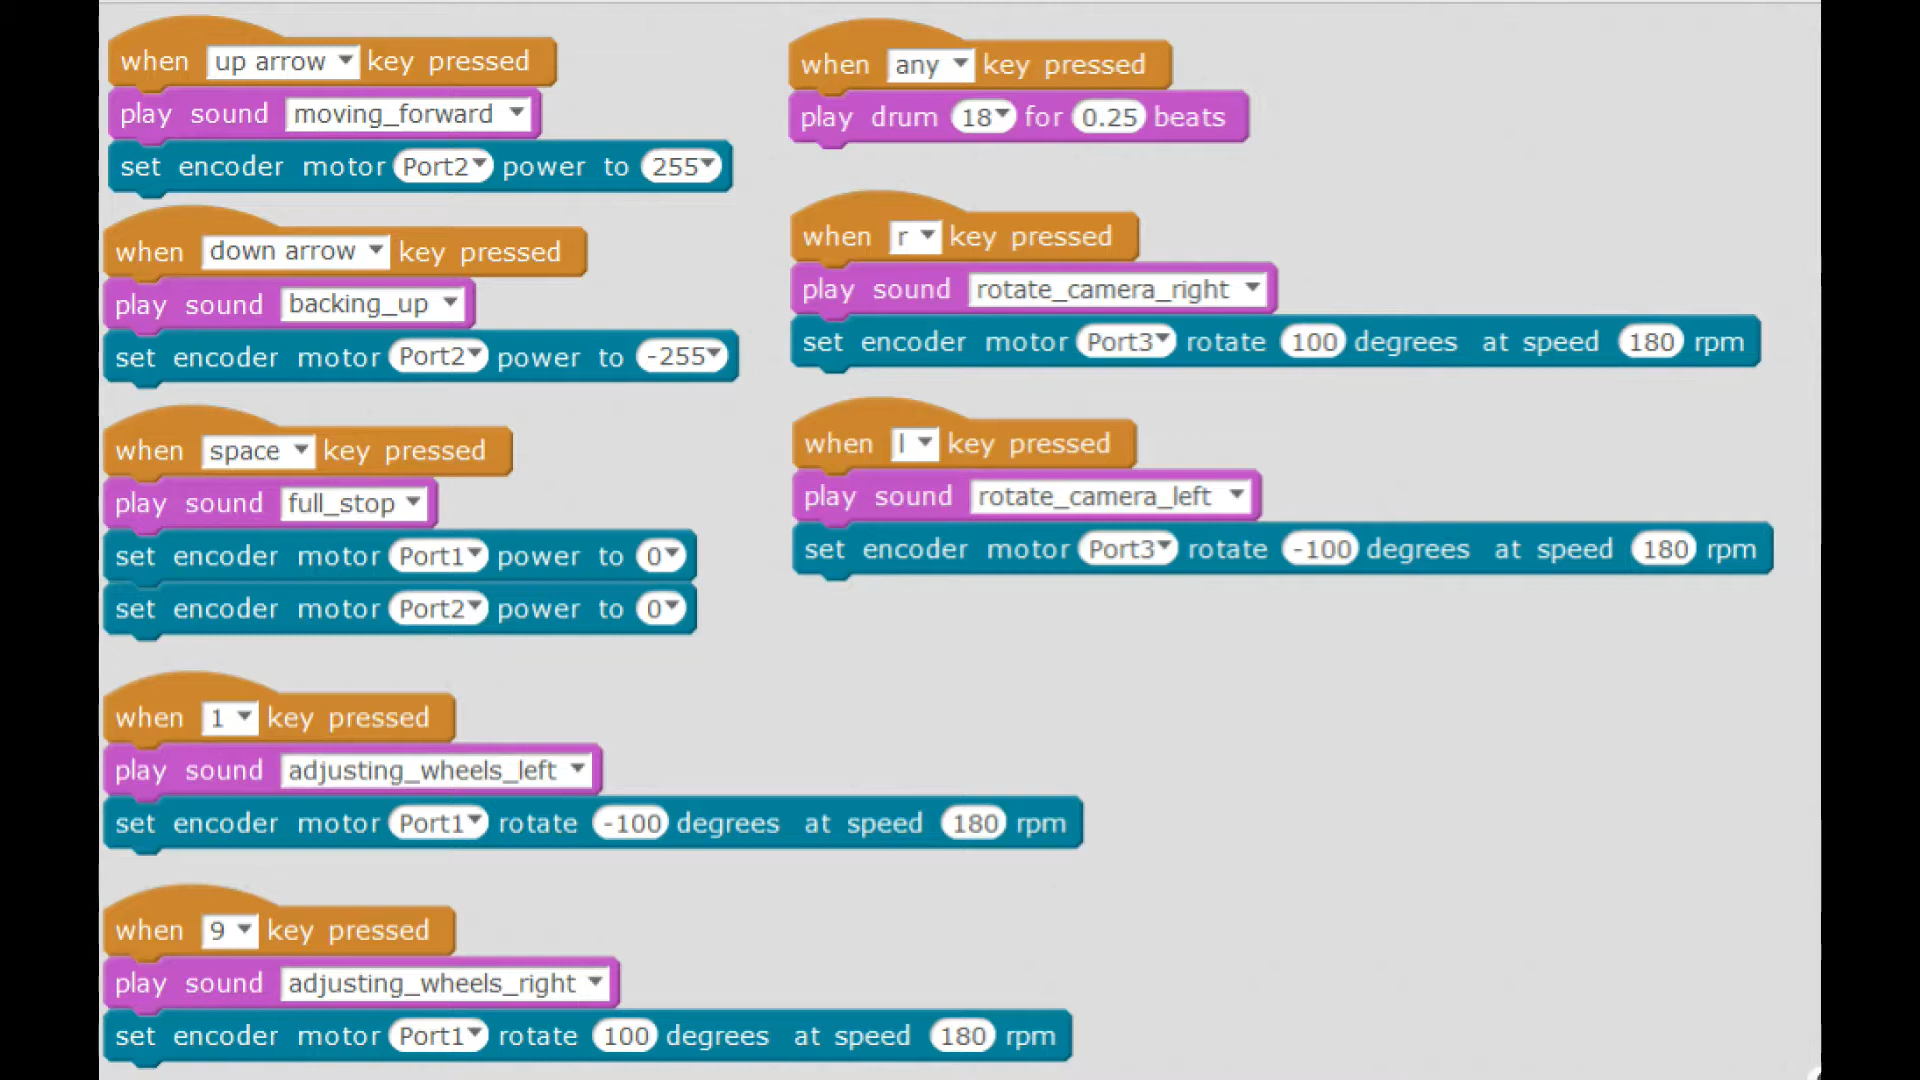 when up arrow key pressed
play sound moving_forward
set encoder motor Port2 power to 255
when down arrow key pressed
play sound backing_up
set encoder motor Port2 power to -255
when space key pressed
play sound full_stop
set encoder motor Port1 power to 0
set encoder motor Port2 power to 0
when 1 key pressed
play sound adjusting_wheels_left
set encoder motor Port1 rotate -100 degrees at speed 180 rpm
when 9 key pressed
play sound adjusting_wheels_right
set encoder motor Port1 rotate 100 degrees at speed 180 rpm
when any key pressed
play drum 18 for 0.25 beats
when r key pressed
play sound rotate_camera_right
set encoder motor Port3 rotate 100 degrees at speed 180 rpm
when l key pressed
play sound rotate_camera_left
set encoder motor Port3 rotate -100 degrees at speed 180 rpm